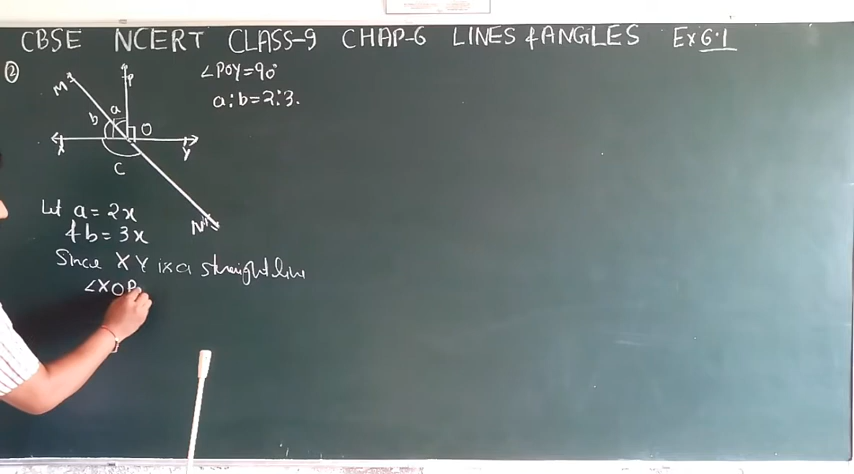 CBSE NCERT CLASS-9 CHAP-6 LINES & ANGLES Ex 6.1
②
∠POY=90°
a:b=2:3.
M
P
a
b
O
X
Y
C
N
Let a=2x
& b=3x
Since XY is a straight line
∠XOP